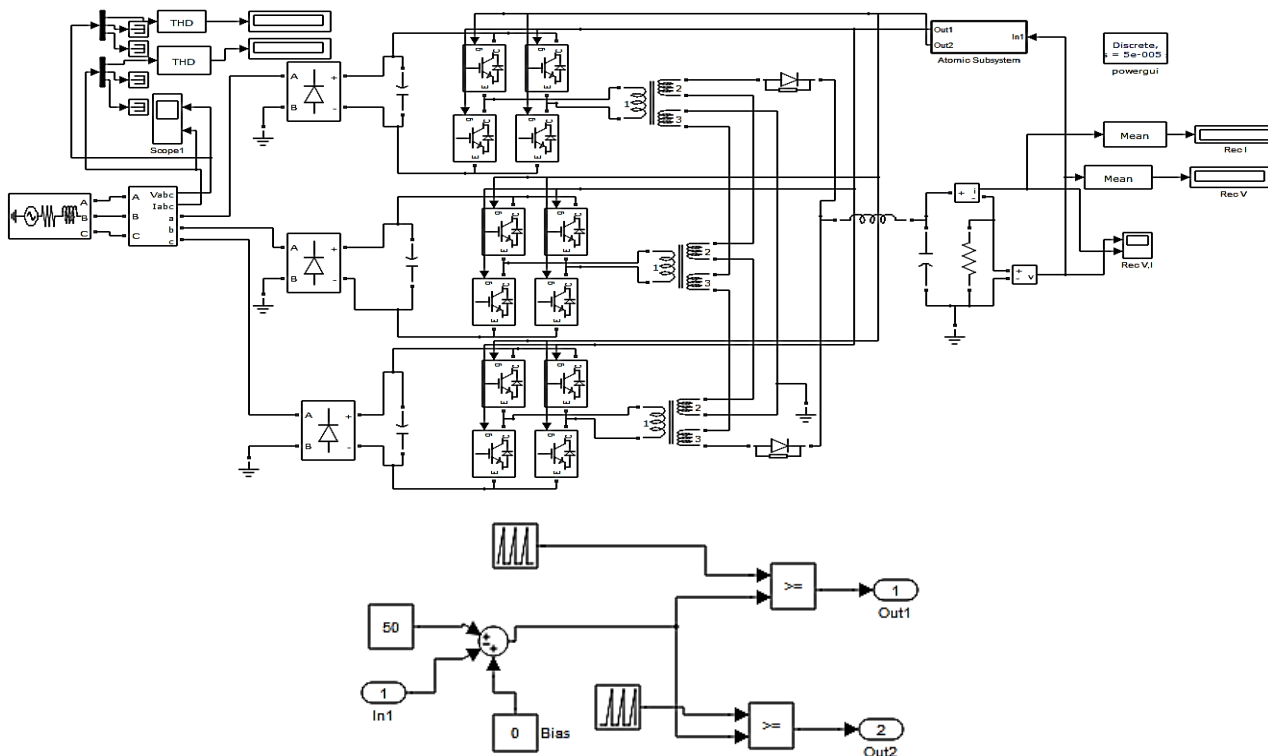 THD
THD
Scope1
A
B
C
A
B
C
Vabc
Iabc
a
b
c
A
B
+
-
A
B
+
-
A
B
+
-
g
C
E
1
2
3
1
2
3
1
2
3
Out1
Out2
In1
Atomic Subsystem
Discrete,
s = 5e-005
powergui
Mean
Rec I
Mean
Rec V
+
-
i
+
-
v
Rec V,I
50
1
In1
0
Bias
>=
1
Out1
>=
2
Out2